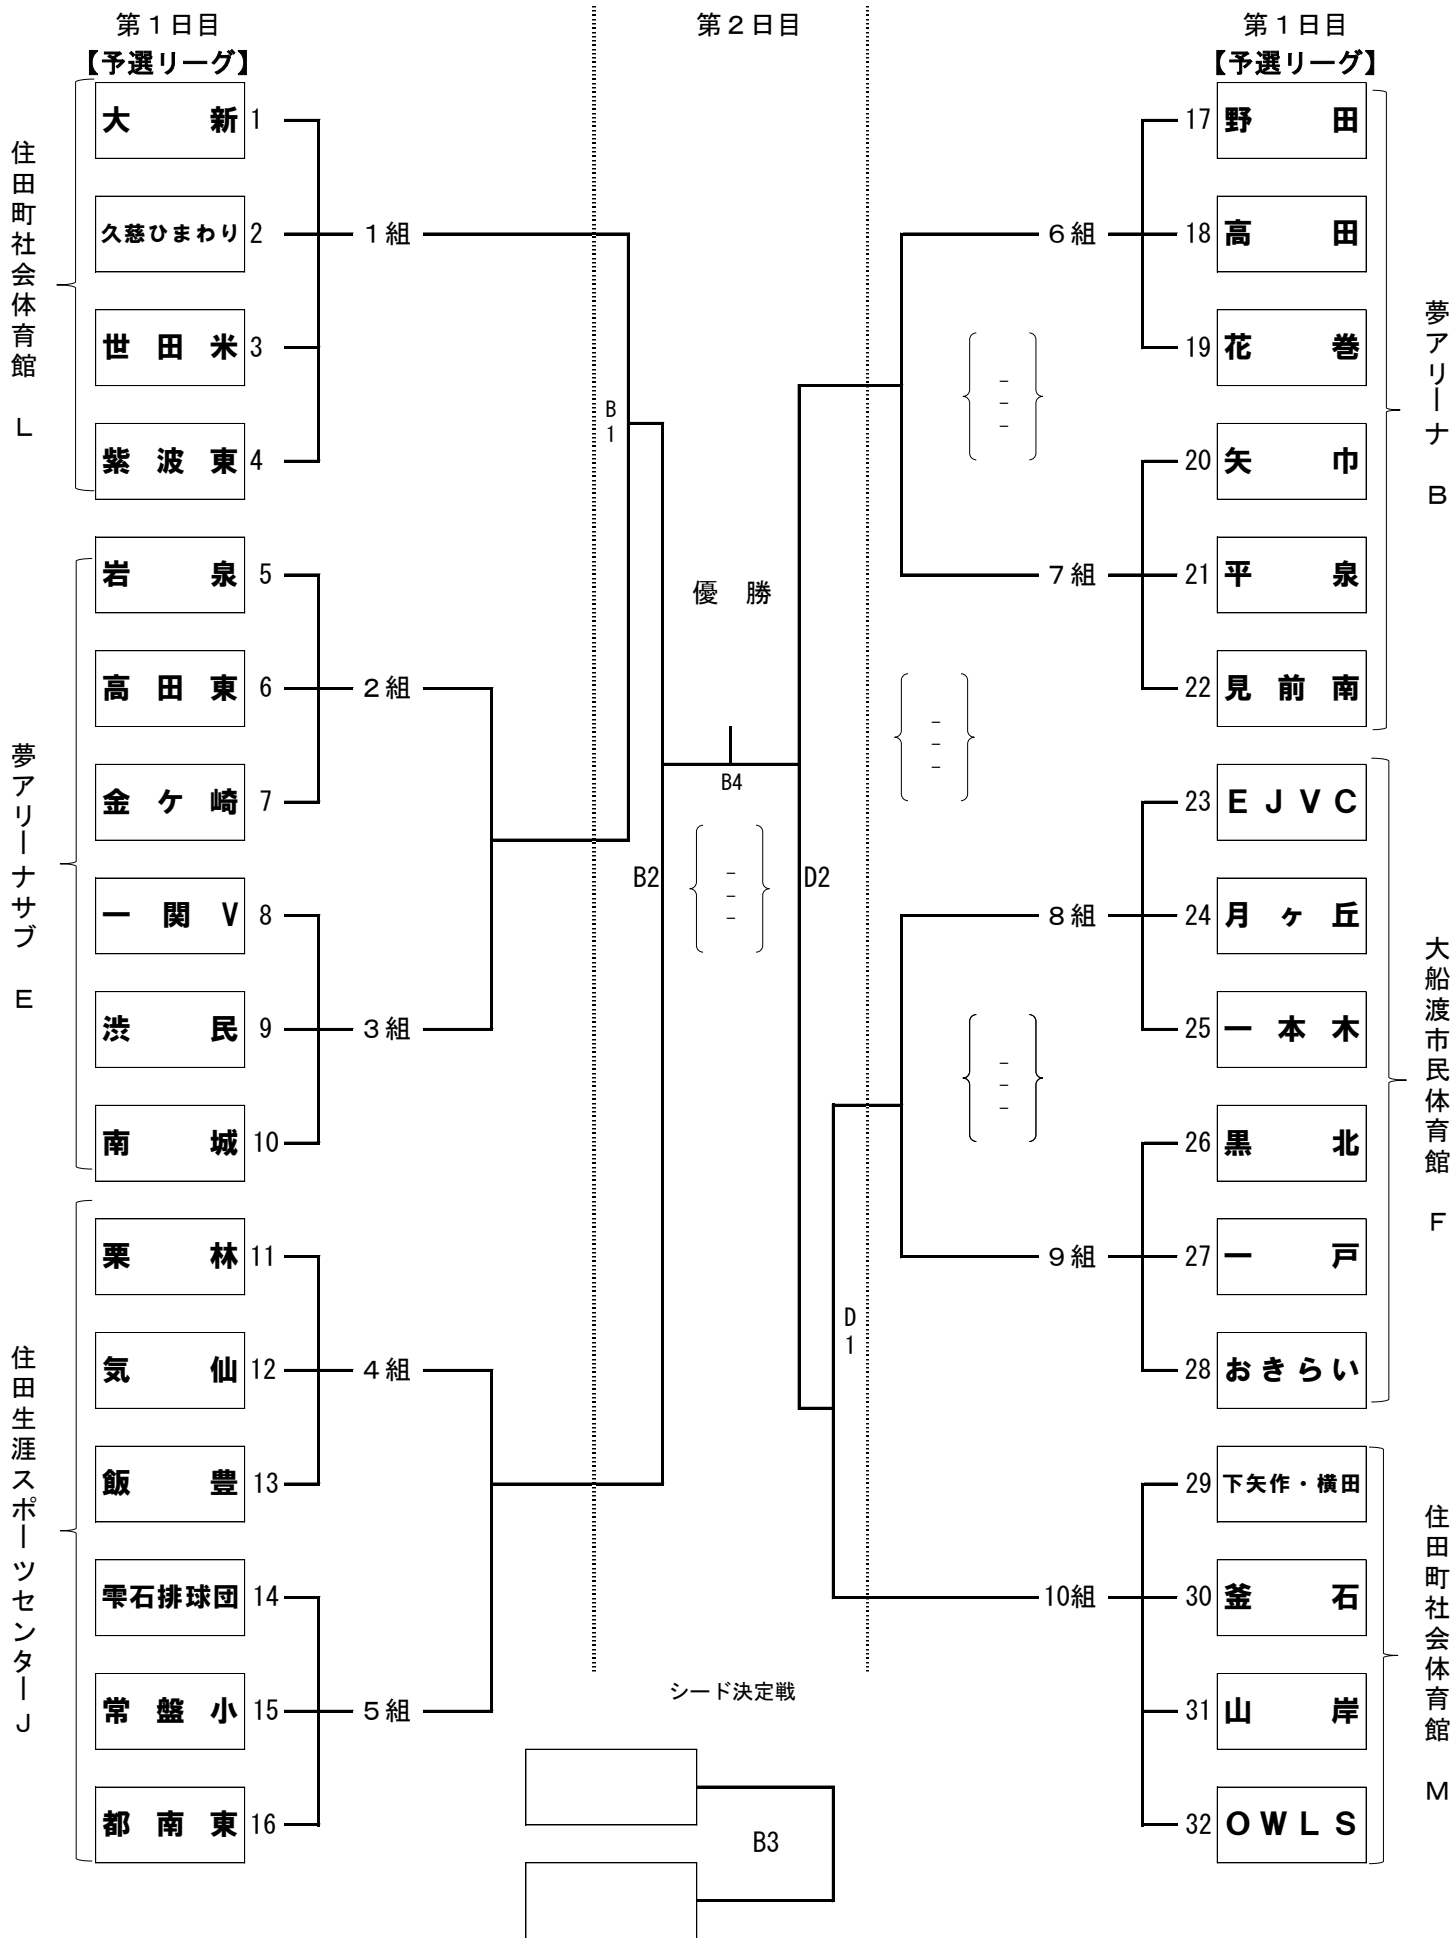 第１日目
【予選リーグ】
住田町社会体育館　L
大新 1
久慈ひまわり 2
世田米 3
紫波東 4
１組
夢アリーナサブ　E
岩泉 5
高田東 6
金ケ崎 7
２組
一関V 8
渋民 9
南城 10
３組
住田生涯スポーツセンター　J
栗林 11
気仙 12
飯豊 13
４組
雫石排球団 14
常盤小 15
都南東 16
５組
第２日目
B1
優　勝
B4
B2
D2
－
－
－
D1
シード決定戦
B3
第１日目
【予選リーグ】
17 野田
18 高田
19 花巻
６組
－
－
－
20 矢巾
21 平泉
22 見前南
７組
夢アリーナ　B
－
－
－
23 EJVC
24 月ヶ丘
25 一本木
８組
－
－
－
26 黒北
27 一戸
28 おきらい
９組
大船渡市民体育館　F
29 下矢作・横田
30 釜石
31 山岸
32 OWLS
10組
住田町社会体育館　M